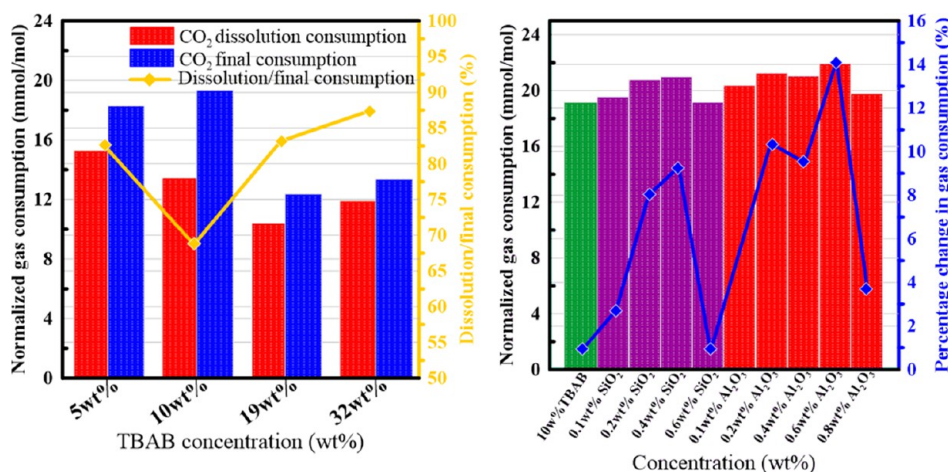 CO₂ dissolution consumption
CO₂ final consumption
Dissolution/final consumption
Normalized gas consumption (mmol/mol)
24
20
16
12
8
4
0
100
95
90
85
80
75
70
65
60
55
50
Dissolution/final consumption (%)
5wt%
10wt%
19wt%
32wt%
TBAB concentration (wt%)
Normalized gas consumption (mmol/mol)
24
20
16
12
8
4
0
16
14
12
10
8
6
4
2
0
Percentage change in gas consumption (%)
10w%TBAB
0.1wt% SiO₂
0.2wt% SiO₂
0.4wt% SiO₂
0.6wt% SiO₂
0.1wt% Al₂O₃
0.2wt% Al₂O₃
0.4wt% Al₂O₃
0.6wt% Al₂O₃
0.8wt% Al₂O₃
Concentration (wt%)